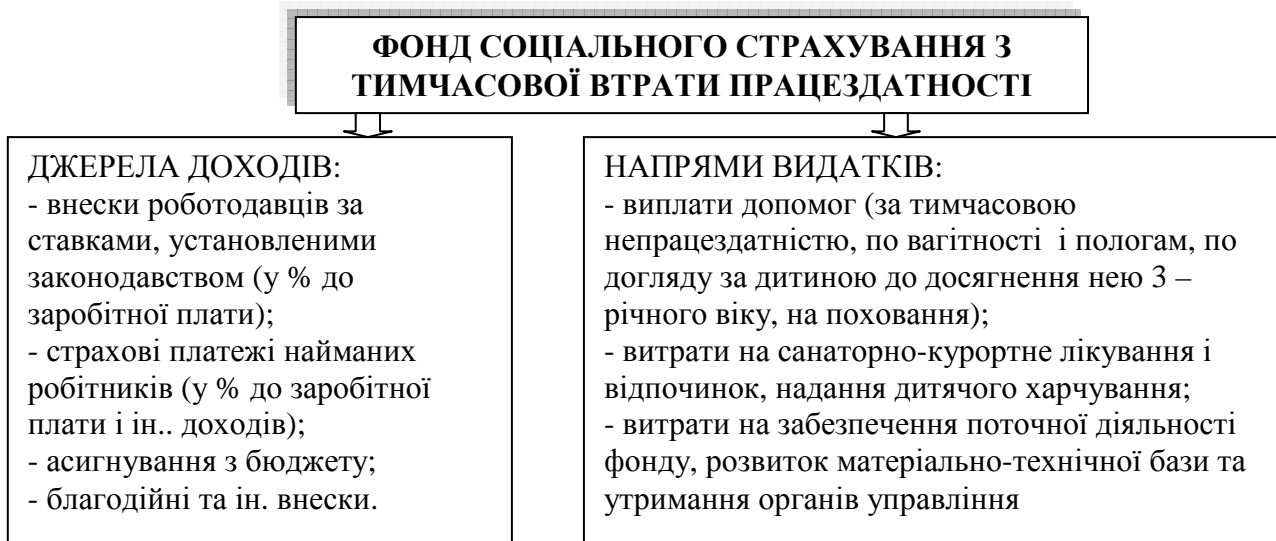 ФОНД СОЦІАЛЬНОГО СТРАХУВАННЯ З
ТИМЧАСОВОЇ ВТРАТИ ПРАЦЕЗДАТНОСТІ
ДЖЕРЕЛА ДОХОДІВ:
- внески роботодавців за
ставками, установленими
законодавством (у % до
заробітної плати);
- страхові платежі найманих
робітників (у % до заробітної
плати і ін.. доходів);
- асигнування з бюджету;
- благодійні та ін. внески.
НАПРЯМИ ВИДАТКІВ:
- виплати допомог (за тимчасовою
непрацездатністю, по вагітності і пологам, по
догляду за дитиною до досягнення нею 3 –
річного віку, на поховання);
- витрати на санаторно-курортне лікування і
відпочинок, надання дитячого харчування;
- витрати на забезпечення поточної діяльності
фонду, розвиток матеріально-технічної бази та
утримання органів управління